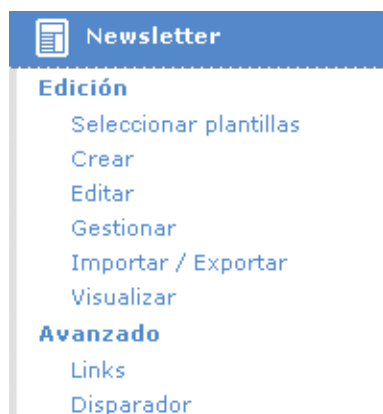 Newsletter
Edición
Seleccionar plantillas
Crear
Editar
Gestionar
Importar / Exportar
Visualizar
Avanzado
Links
Disparador